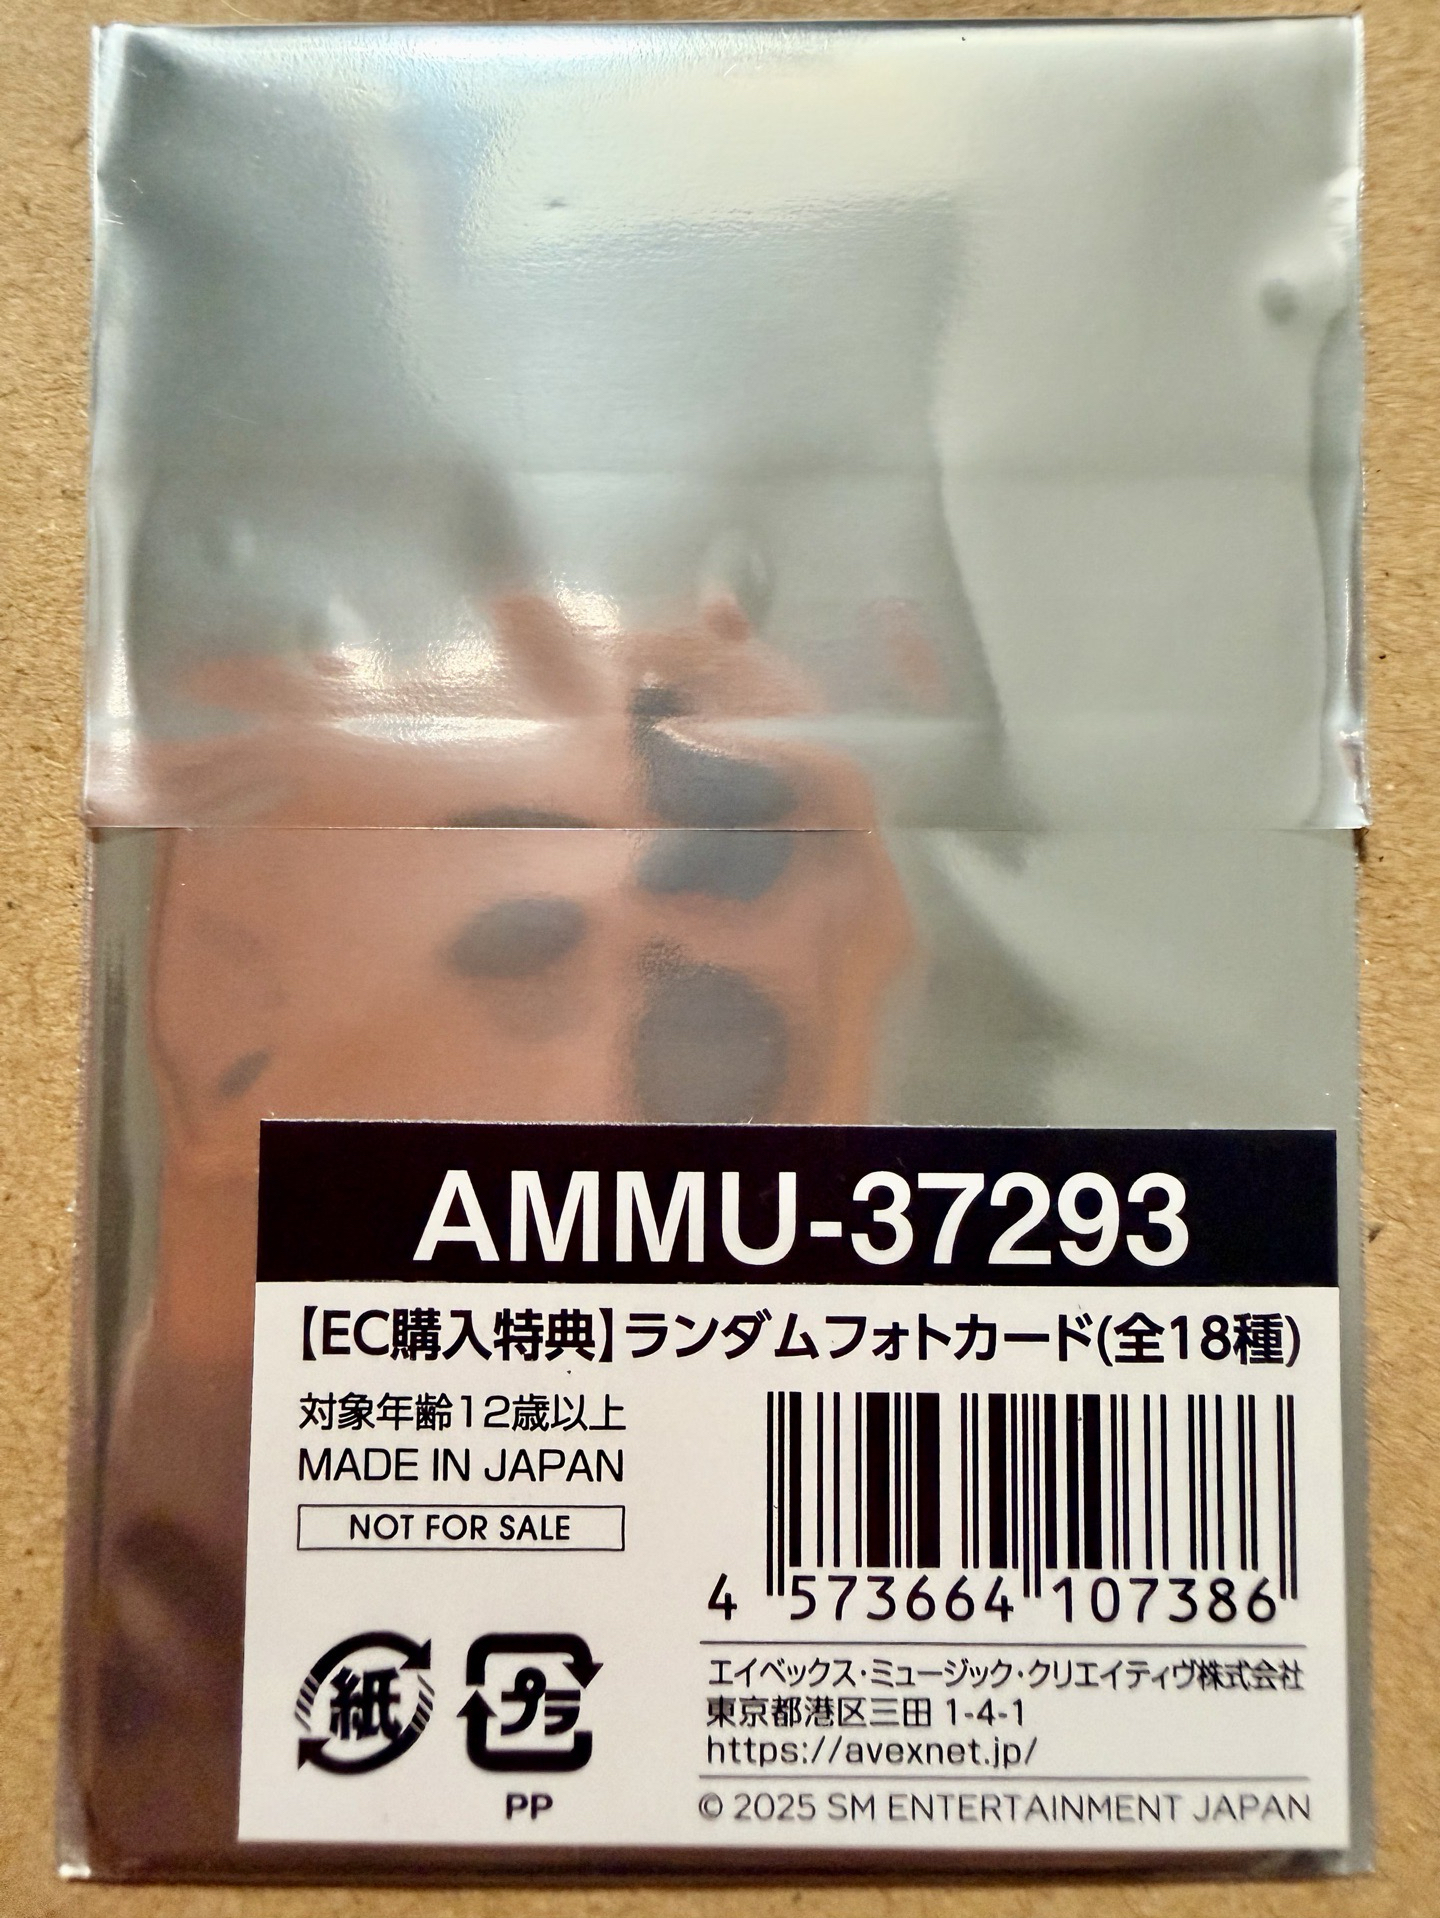 AMMU-37293
【EC購入特典】ランダムフォトカード(全18種)
対象年齢12歳以上
MADE IN JAPAN
NOT FOR SALE
4 573664 107386
紙
プラ
PP
エイベックス・ミュージック・クリエイティヴ株式会社
東京都港区三田 1-4-1
https://avexnet.jp/
© 2025 SM ENTERTAINMENT JAPAN